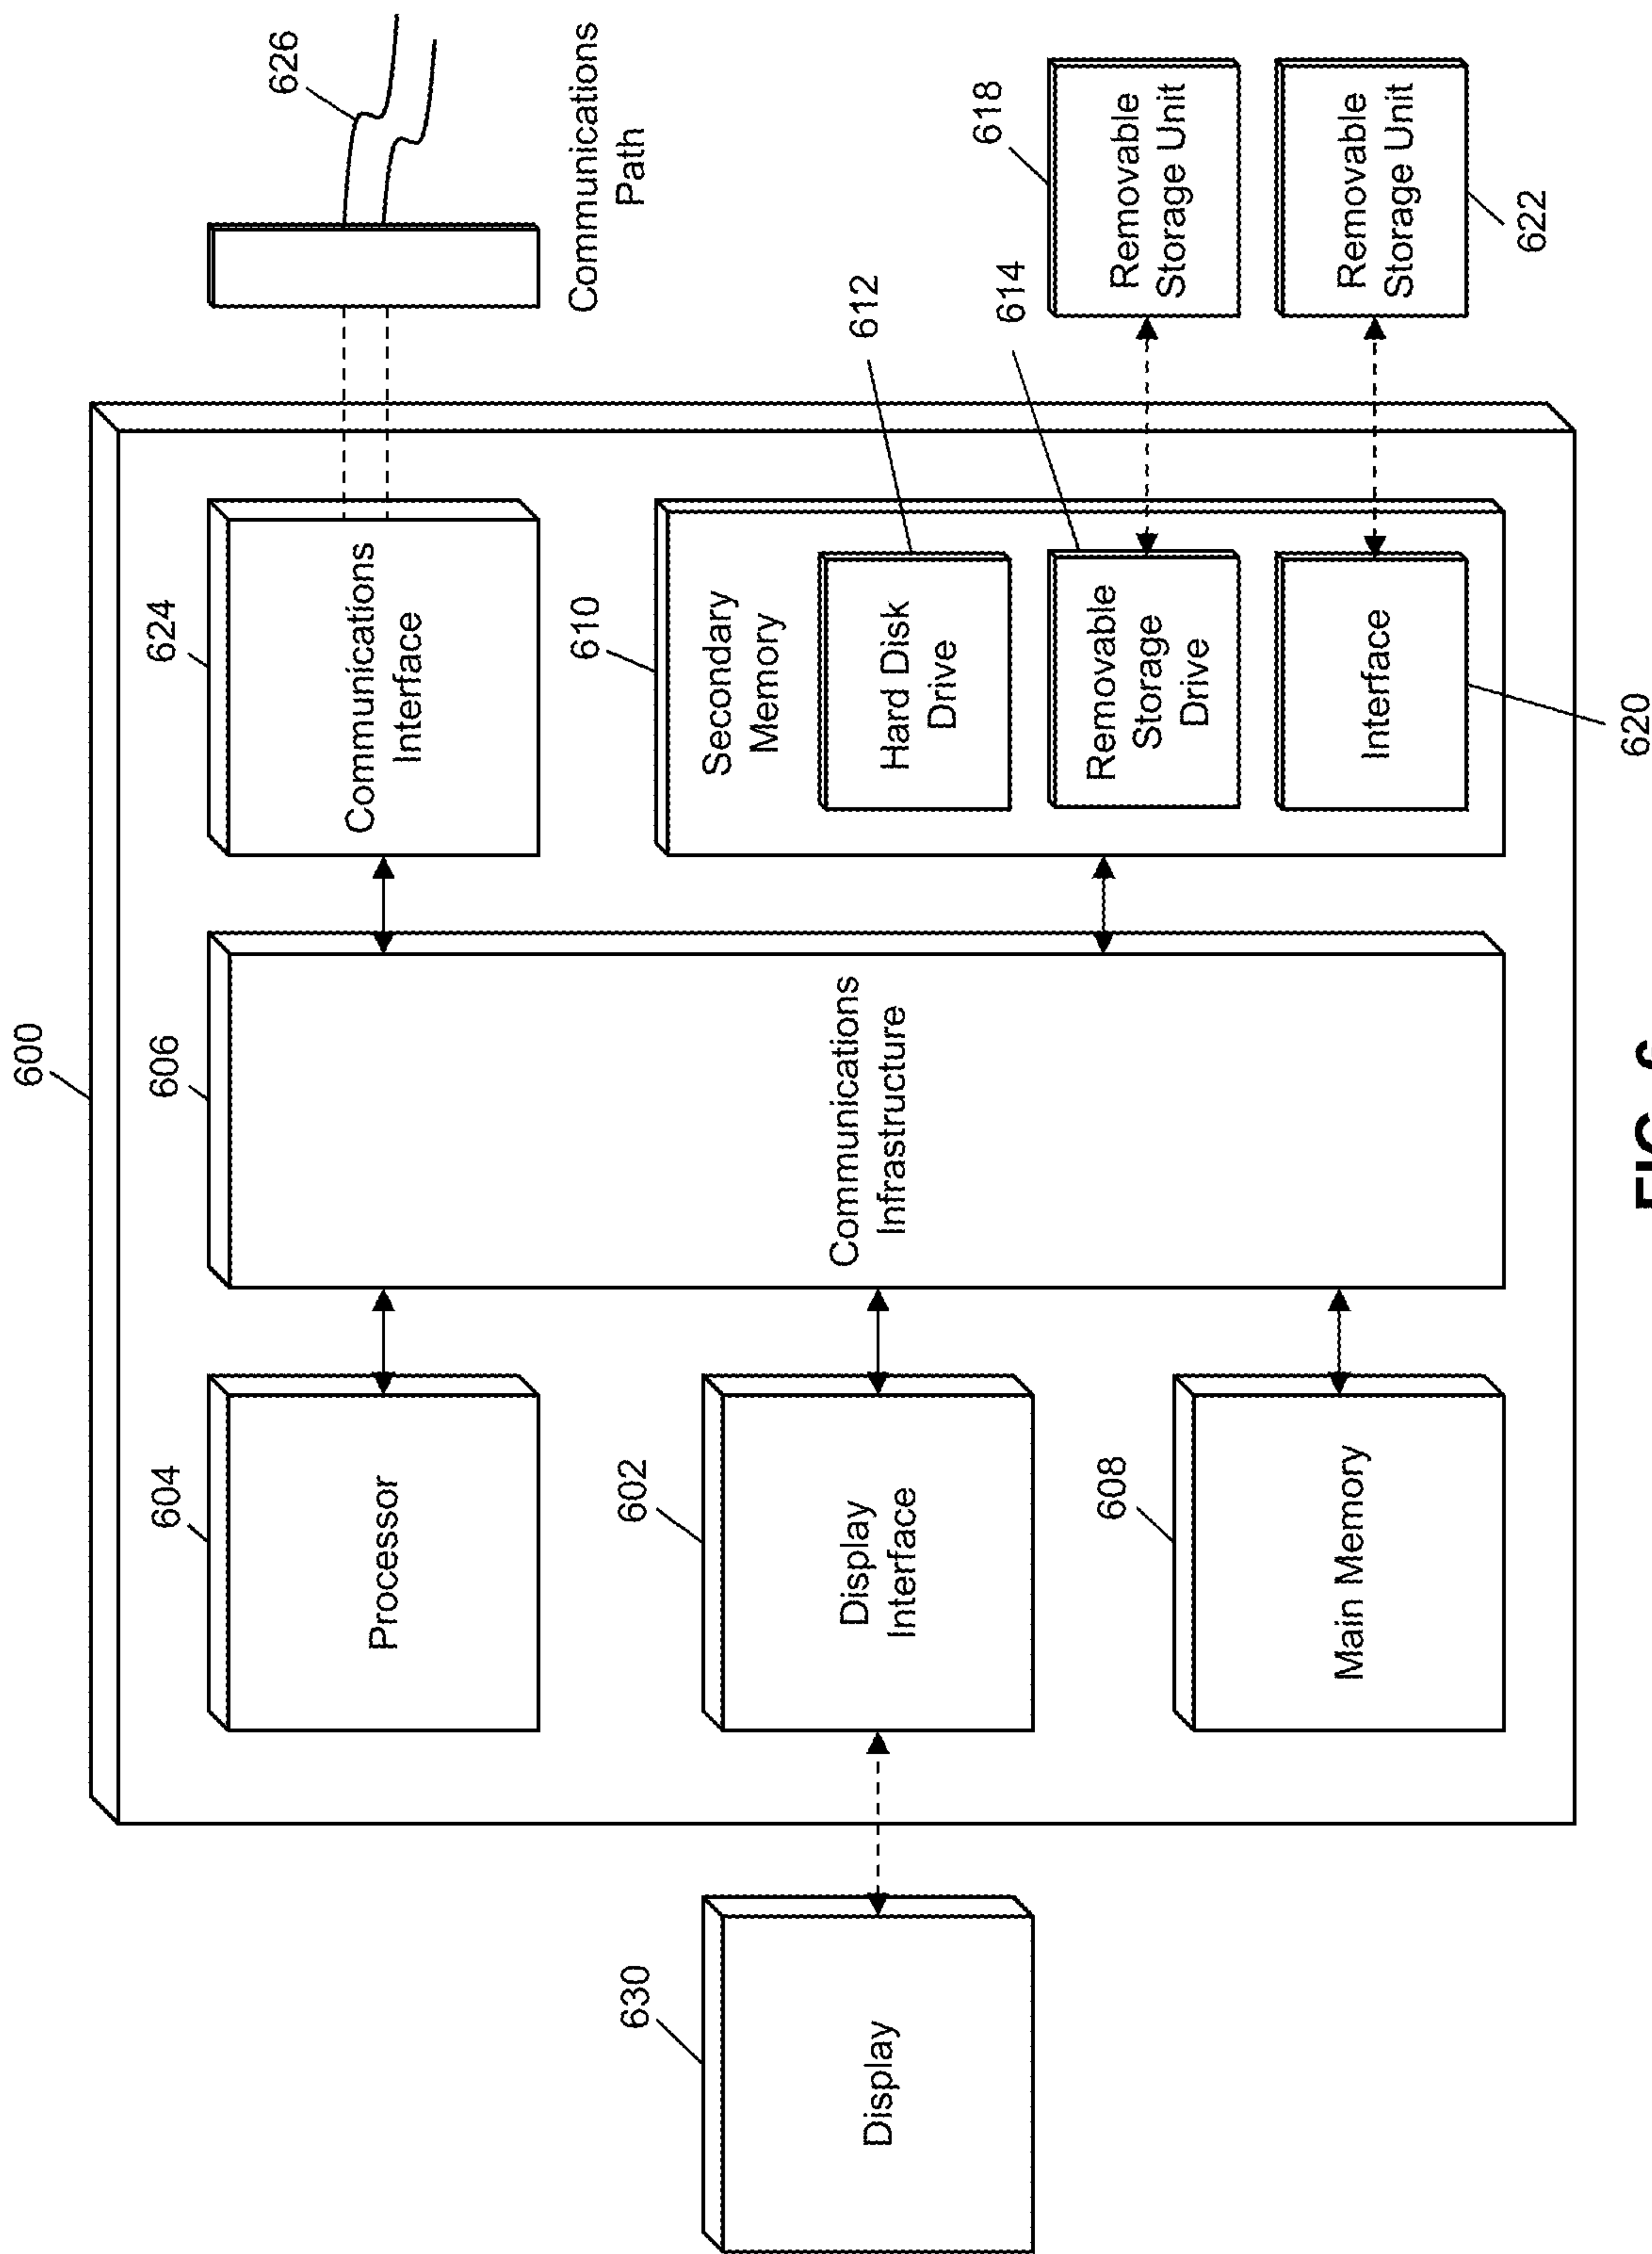 600
604
606
624
626
Processor
Communications
Interface
Communications
Path
630
602
610
Display
Display
Interface
Communications
Infrastructure
Secondary
Memory
612
Hard Disk
Drive
618
614
608
Removable
Storage
Drive
Removable
Storage Unit
Main Memory
Interface
Removable
Storage Unit
622
620
FIG